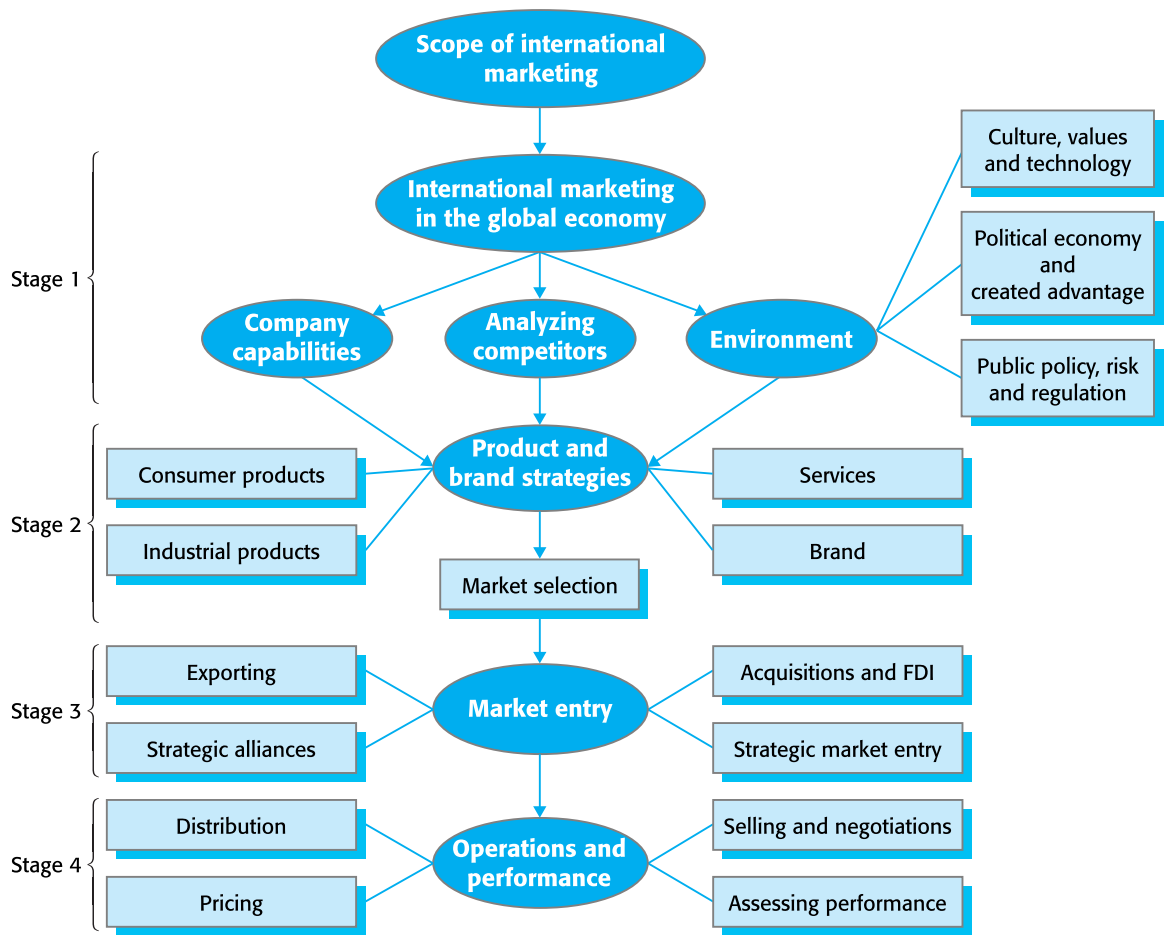 Scope of international
marketing
International marketing
in the global economy
Culture, values
and technology
Political economy
and
created advantage
Public policy, risk
and regulation
Stage 1
Company
capabilities
Analyzing
competitors
Environment
Product and
brand strategies
Consumer products
Services
Stage 2
Industrial products
Brand
Market selection
Exporting
Acquisitions and FDI
Stage 3
Market entry
Strategic alliances
Strategic market entry
Distribution
Selling and negotiations
Stage 4
Operations and
performance
Pricing
Assessing performance